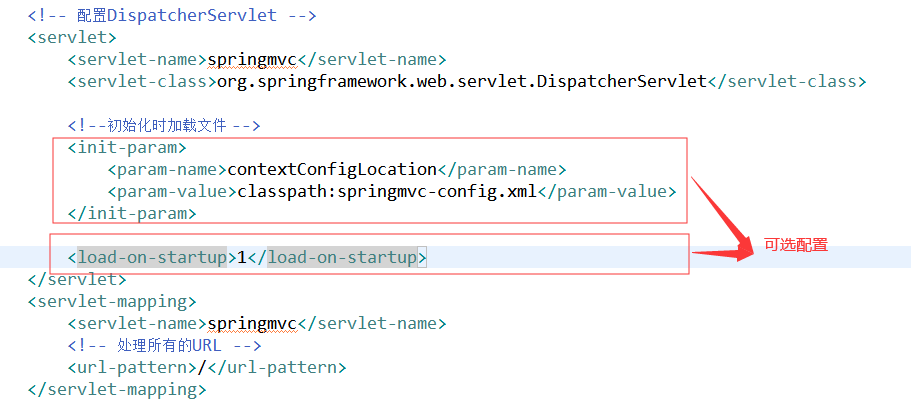 <!-- 配置DispatcherServlet -->
<servlet>
<servlet-name>springmvc</servlet-name>
<servlet-class>org.springframework.web.servlet.DispatcherServlet</servlet-class>
<!--初始化时加载文件 -->
<init-param>
<param-name>contextConfigLocation</param-name>
<param-value>classpath:springmvc-config.xml</param-value>
</init-param>
可选配置
<load-on-startup>1</load-on-startup>
</servlet>
<servlet-mapping>
<servlet-name>springmvc</servlet-name>
<!-- 处理所有的URL -->
<url-pattern>/</url-pattern>
</servlet-mapping>